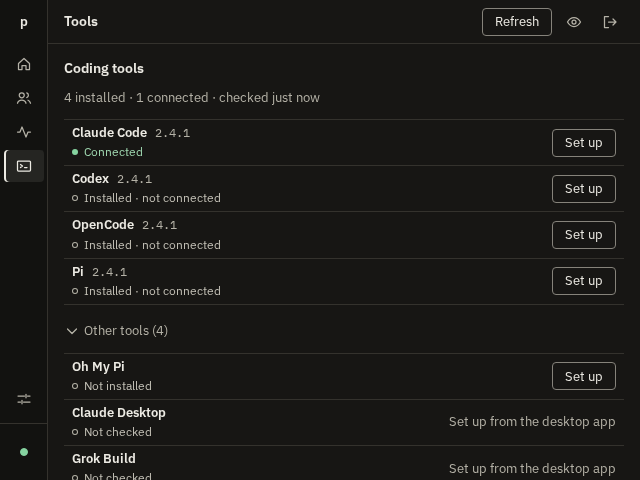 p
Tools
Refresh
Coding tools
4 installed · 1 connected · checked just now
Claude Code 2.4.1
Connected
Set up
Codex 2.4.1
Installed · not connected
Set up
OpenCode 2.4.1
Installed · not connected
Set up
Pi 2.4.1
Installed · not connected
Set up
Other tools (4)
Oh My Pi
Not installed
Set up
Claude Desktop
Not checked
Set up from the desktop app
Grok Build
Not checked
Set up from the desktop app